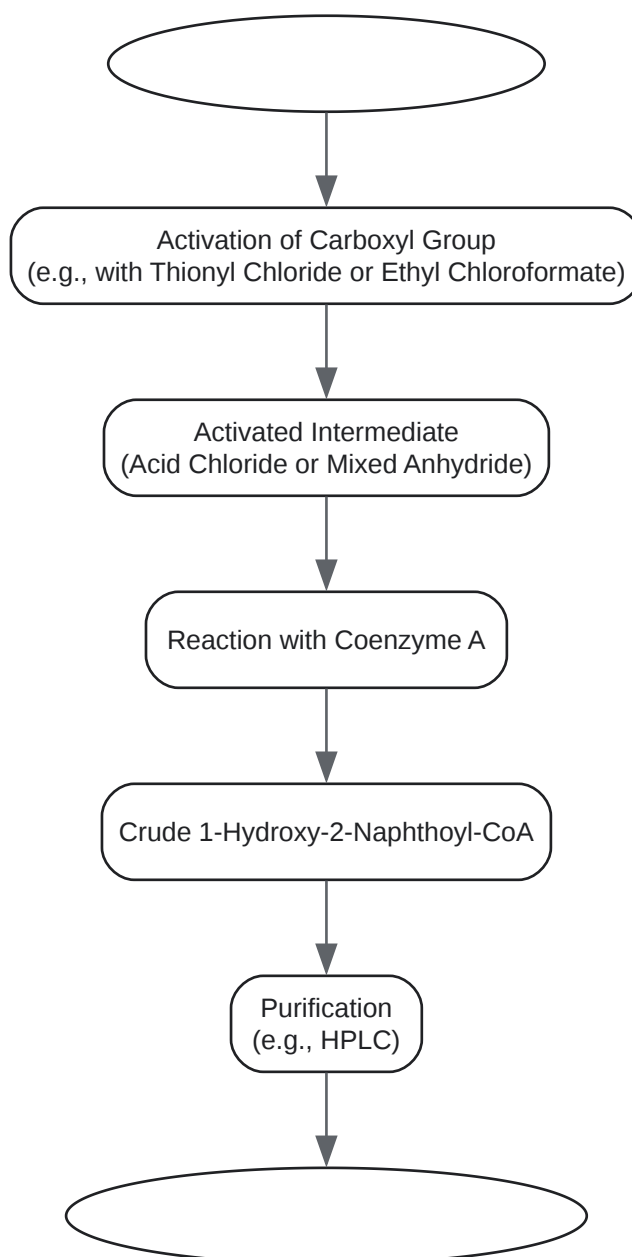 Activation of Carboxyl Group
(e.g., with Thionyl Chloride or Ethyl Chloroformate)
Activated Intermediate
(Acid Chloride or Mixed Anhydride)
Reaction with Coenzyme A
Crude 1-Hydroxy-2-Naphthoyl-CoA
Purification
(e.g., HPLC)